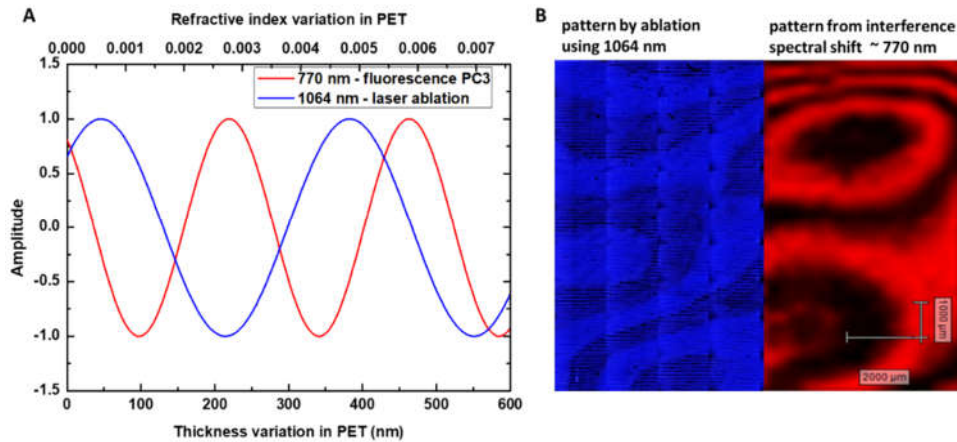 A
Refractive index variation in PET
0.000 0.001 0.002 0.003 0.004 0.005 0.006 0.007
1.5
1.0
0.5
0.0
-0.5
-1.0
-1.5
Amplitude
770 nm - fluorescence PC3
1064 nm - laser ablation
0 100 200 300 400 500 600
Thickness variation in PET (nm)
B
pattern by ablation
using 1064 nm
pattern from interference
spectral shift ~ 770 nm
1000 µm
2000 µm